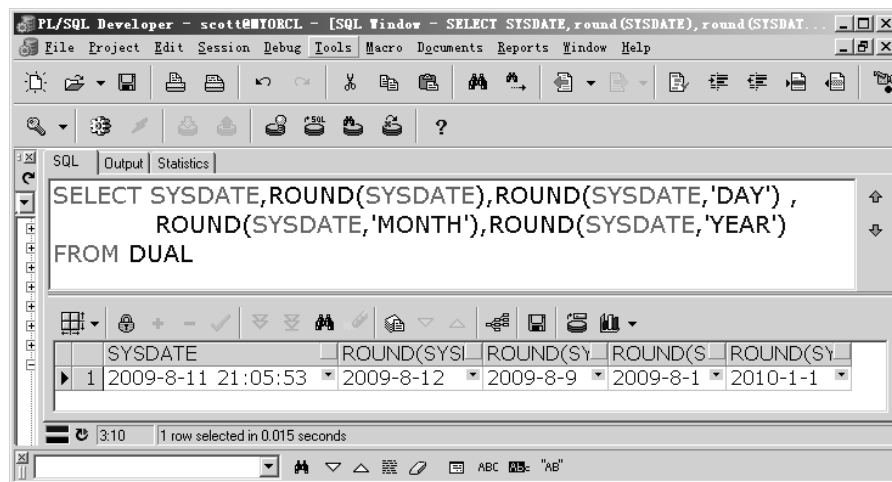 PL/SQL Developer - scott@MYORCL - [SQL Window - SELECT SYSDATE, round(SYSDATE), round(SYSDAT...
File Project Edit Session Debug Tools Macro Documents Reports Window Help
SQL Output Statistics
SELECT SYSDATE,ROUND(SYSDATE),ROUND(SYSDATE,'DAY') ,
ROUND(SYSDATE,'MONTH'),ROUND(SYSDATE,'YEAR')
FROM DUAL
SYSDATE ROUND(SYSI ROUND(SY ROUND(S ROUND(SY
1 2009-8-11 21:05:53 2009-8-12 2009-8-9 2009-8-1 2010-1-1
3:10 1 row selected in 0.015 seconds
ABC "AB"